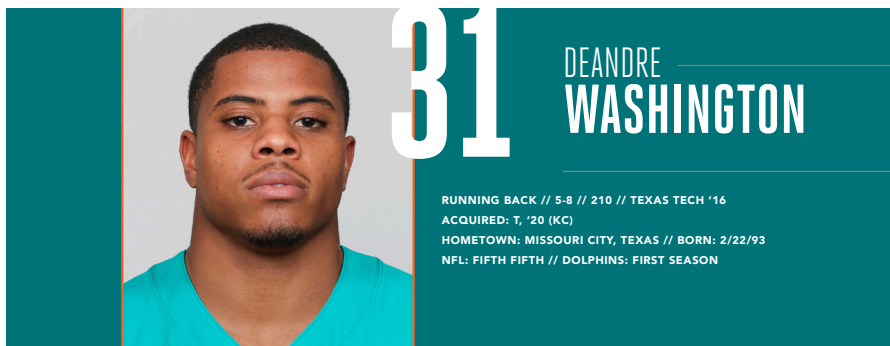 31
DEANDRE
WASHINGTON
RUNNING BACK // 5-8 // 210 // TEXAS TECH ’16
ACQUIRED: T, ’20 (KC)
HOMETOWN: MISSOURI CITY, TEXAS // BORN: 2/22/93
NFL: FIFTH FIFTH // DOLPHINS: FIRST SEASON